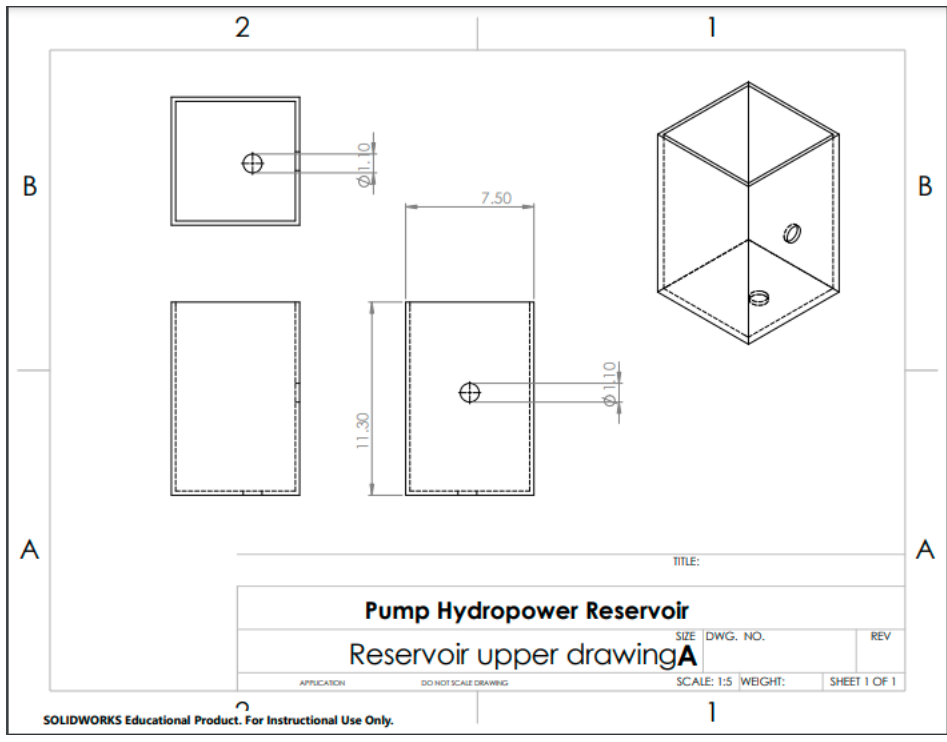 2
1
B
B
Ø1.10
7.50
Ø1.10
11.30
A
A
TITLE:
Pump Hydropower Reservoir
Reservoir upper drawing
SIZE
A
DWG. NO.
REV
APPLICATION
DO NOT SCALE DRAWING
SCALE: 1:5
WEIGHT:
SHEET 1 OF 1
2
1
SOLIDWORKS Educational Product. For Instructional Use Only.